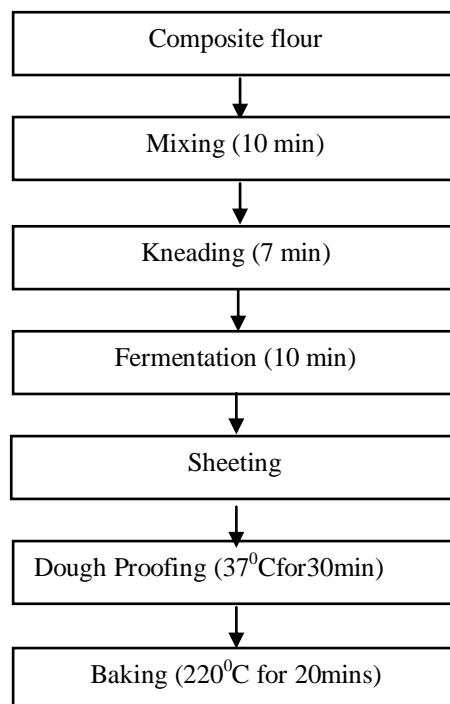 Composite flour
Mixing (10 min)
Kneading (7 min)
Fermentation (10 min)
Sheeting
Dough Proofing (37⁰Cfor30min)
Baking (220⁰C for 20mins)